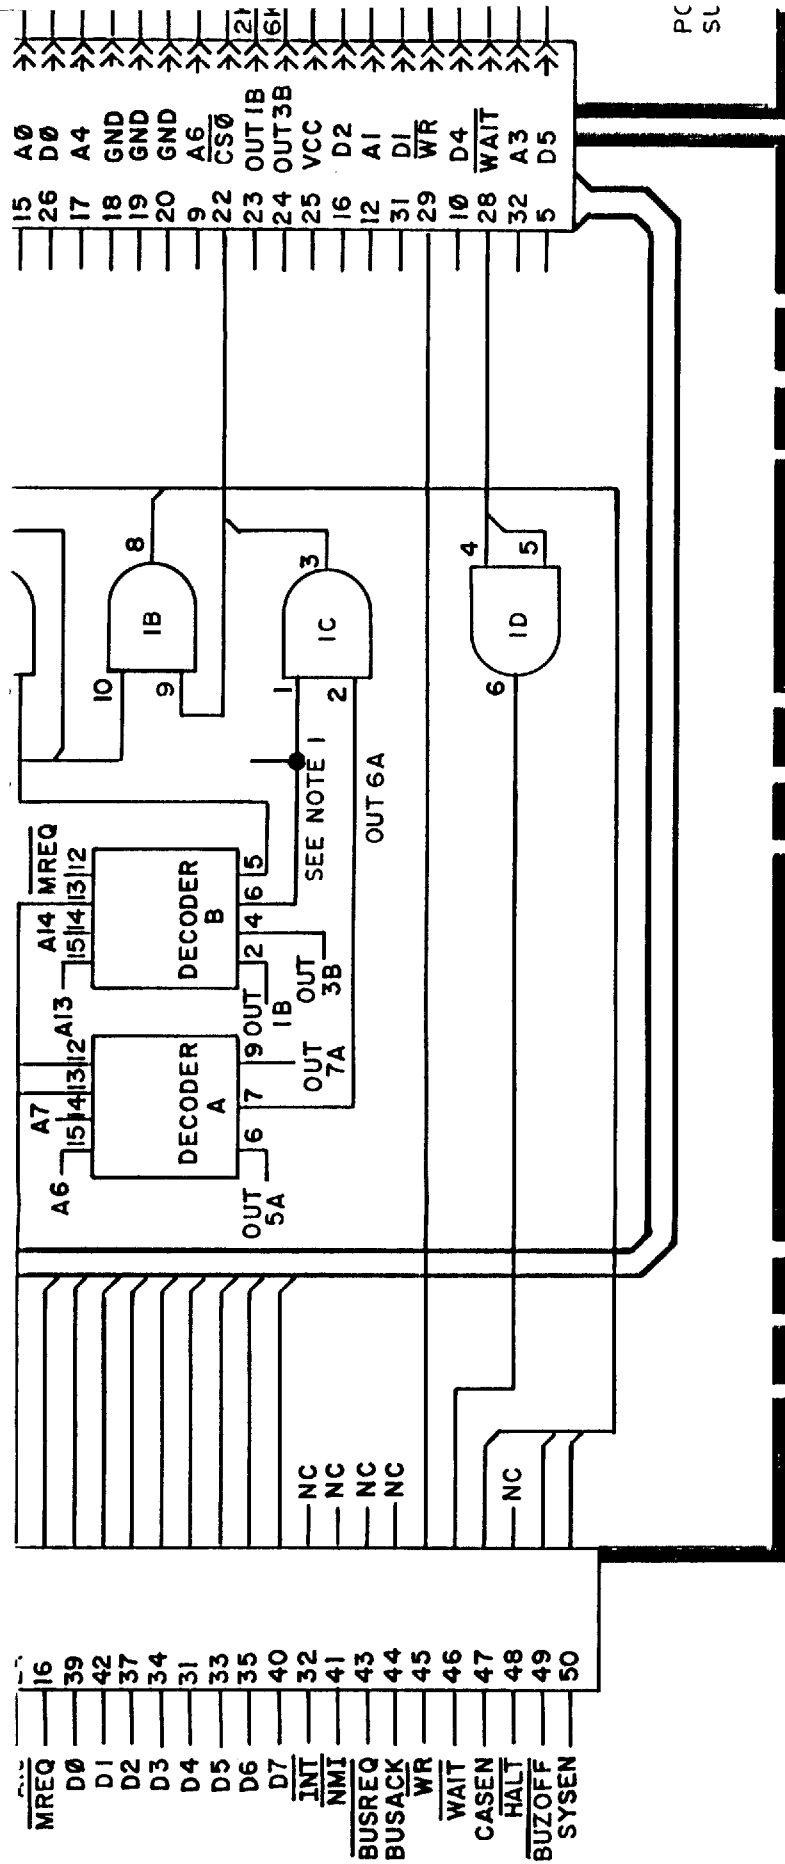 2
6
PO
SU
15 A0
26 D0
17 A4
18 GND
19 GND
20 GND
9 A6
22 CS0
23 OUT1B
24 OUT3B
25 VCC
16 D2
12 A1
31 D1
29 WR
10 D4
28 WAIT
32 A3
5 D5
8
1B
10
9
3
1C
1
2
4
5
1D
6
SEE NOTE 1
OUT 6A
MREQ
A14
A13
15 14 13 12
DECODER
B
2 4 6 5
OUT
1B
OUT
3B
A7
A6
15 14 13 12
DECODER
A
6 7 9
OUT
5A
OUT
7A
NC
NC
NC
NC
NC
MREQ 16
D0 39
D1 42
D2 37
D3 34
D4 31
D5 33
D6 35
D7 40
INT 32
NMI 41
BUSREQ 43
BUSACK 44
WR 45
WAIT 46
CASEN 47
HALT 48
BUZOFF 49
SYSEN 50